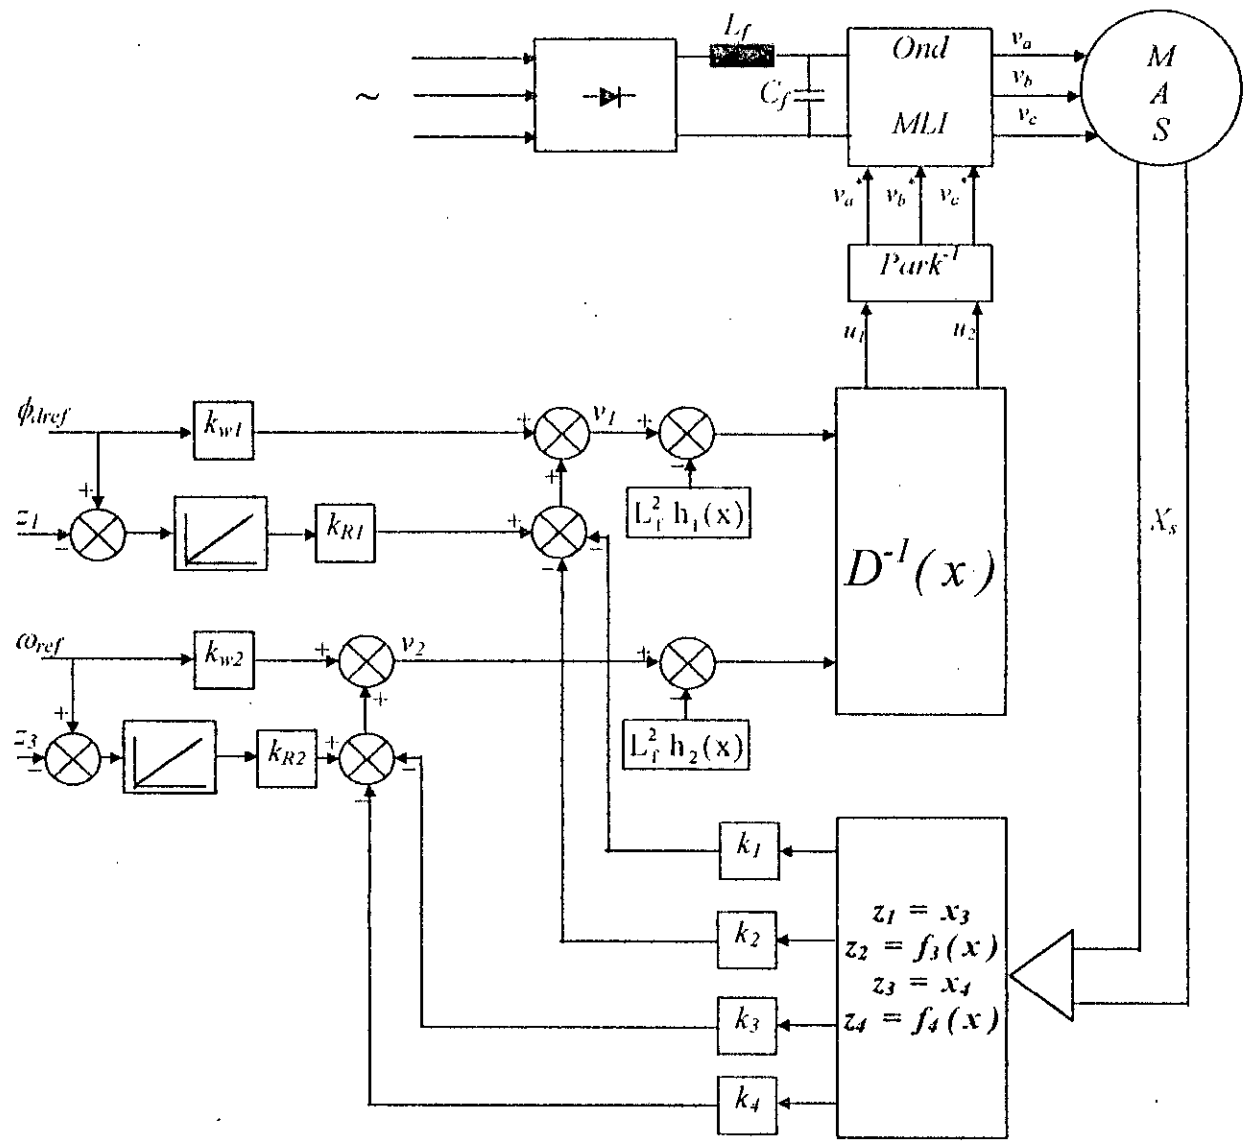 L_f
~
C_f
Ond
MLI
v_a
v_b
v_c
M
A
S
v_a^*
v_b^*
v_c^*
Park^-1
u_1
u_2
ϕ_dref
k_w1
+
v_1
+
−
L_f^2 h_1(x)
+
+
z_1
−
k_R1
+
−
−
D^-1(x)
X_s
ω_ref
k_w2
+
v_2
+
−
L_f^2 h_2(x)
+
+
z_3
−
k_R2
+
−
−
k_1
k_2
k_3
k_4
z_1 = x_3
z_2 = f_3(x)
z_3 = x_4
z_4 = f_4(x)